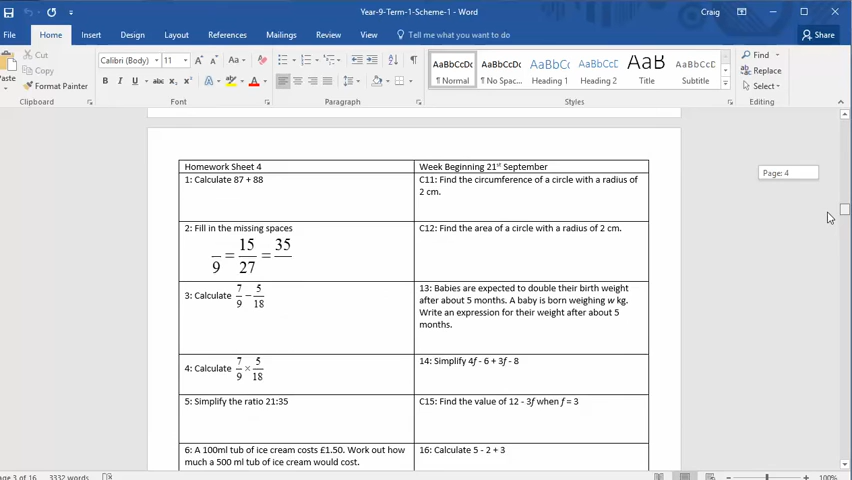 Year-9-Term-1-Scheme-1 - Word
Craig
File Home Insert Design Layout References Mailings Review View Tell me what you want to do Share
Paste
Cut
Copy
Format Painter
Calibri (Body) 11
AaBbCcDc AaBbCcDc AaBbCc AaBbCcD AaB AaBbCcD
¶ Normal ¶ No Spac... Heading 1 Heading 2 Title Subtitle
Find
Replace
Select
Clipboard Font Paragraph Styles Editing
Page: 4
Homework Sheet 4
1: Calculate 87 + 88
2: Fill in the missing spaces
/9 = 15/27 = 35/
3: Calculate 7/9 − 5/18
4: Calculate 7/9 × 5/18
5: Simplify the ratio 21:35
6: A 100ml tub of ice cream costs £1.50. Work out how
much a 500 ml tub of ice cream would cost.
Week Beginning 21st September
C11: Find the circumference of a circle with a radius of
2 cm.
C12: Find the area of a circle with a radius of 2 cm.
13: Babies are expected to double their birth weight
after about 5 months. A baby is born weighing w kg.
Write an expression for their weight after about 5
months.
14: Simplify 4f - 6 + 3f - 8
C15: Find the value of 12 - 3f when f = 3
16: Calculate 5 - 2 + 3
Page 3 of 16 3332 words
100%